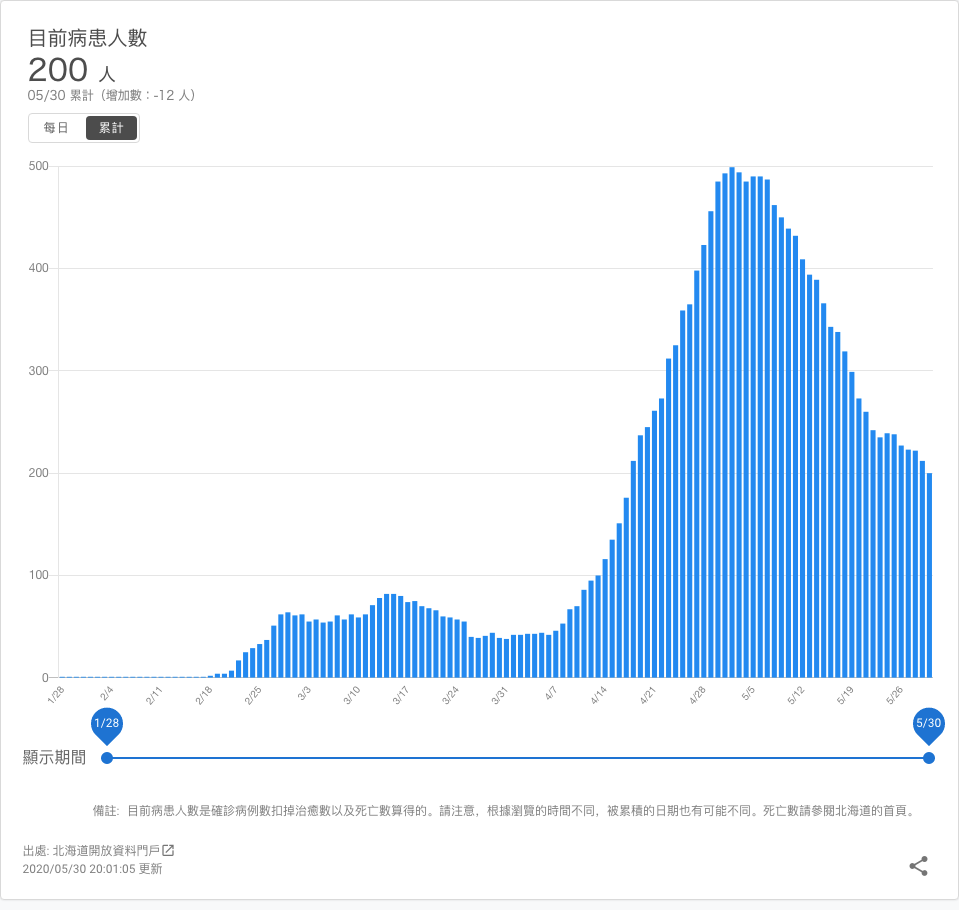 目前病患人數
200 人
05/30 累計（增加數：-12 人）
每日 累計
500
400
300
200
100
0
1/28 2/4 2/11 2/18 2/25 3/3 3/10 3/17 3/24 3/31 4/7 4/14 4/21 4/28 5/5 5/12 5/19 5/26
1/28 5/30
顯示期間
備註: 目前病患人數是確診病例數扣掉治癒數以及死亡數算得的。請注意，根據瀏覽的時間不同，被累積的日期也有可能不同。死亡數請參閱北海道的首頁。
出處: 北海道開放資料門戶
2020/05/30 20:01:05 更新